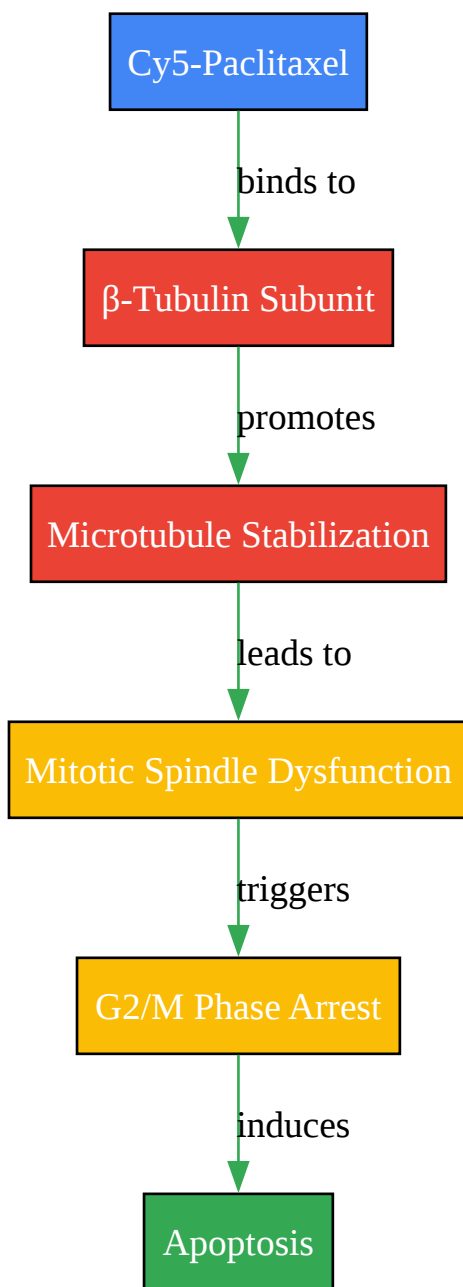 Cy5-Paclitaxel
binds to
β-Tubulin Subunit
promotes
Microtubule Stabilization
leads to
Mitotic Spindle Dysfunction
triggers
G2/M Phase Arrest
induces
Apoptosis